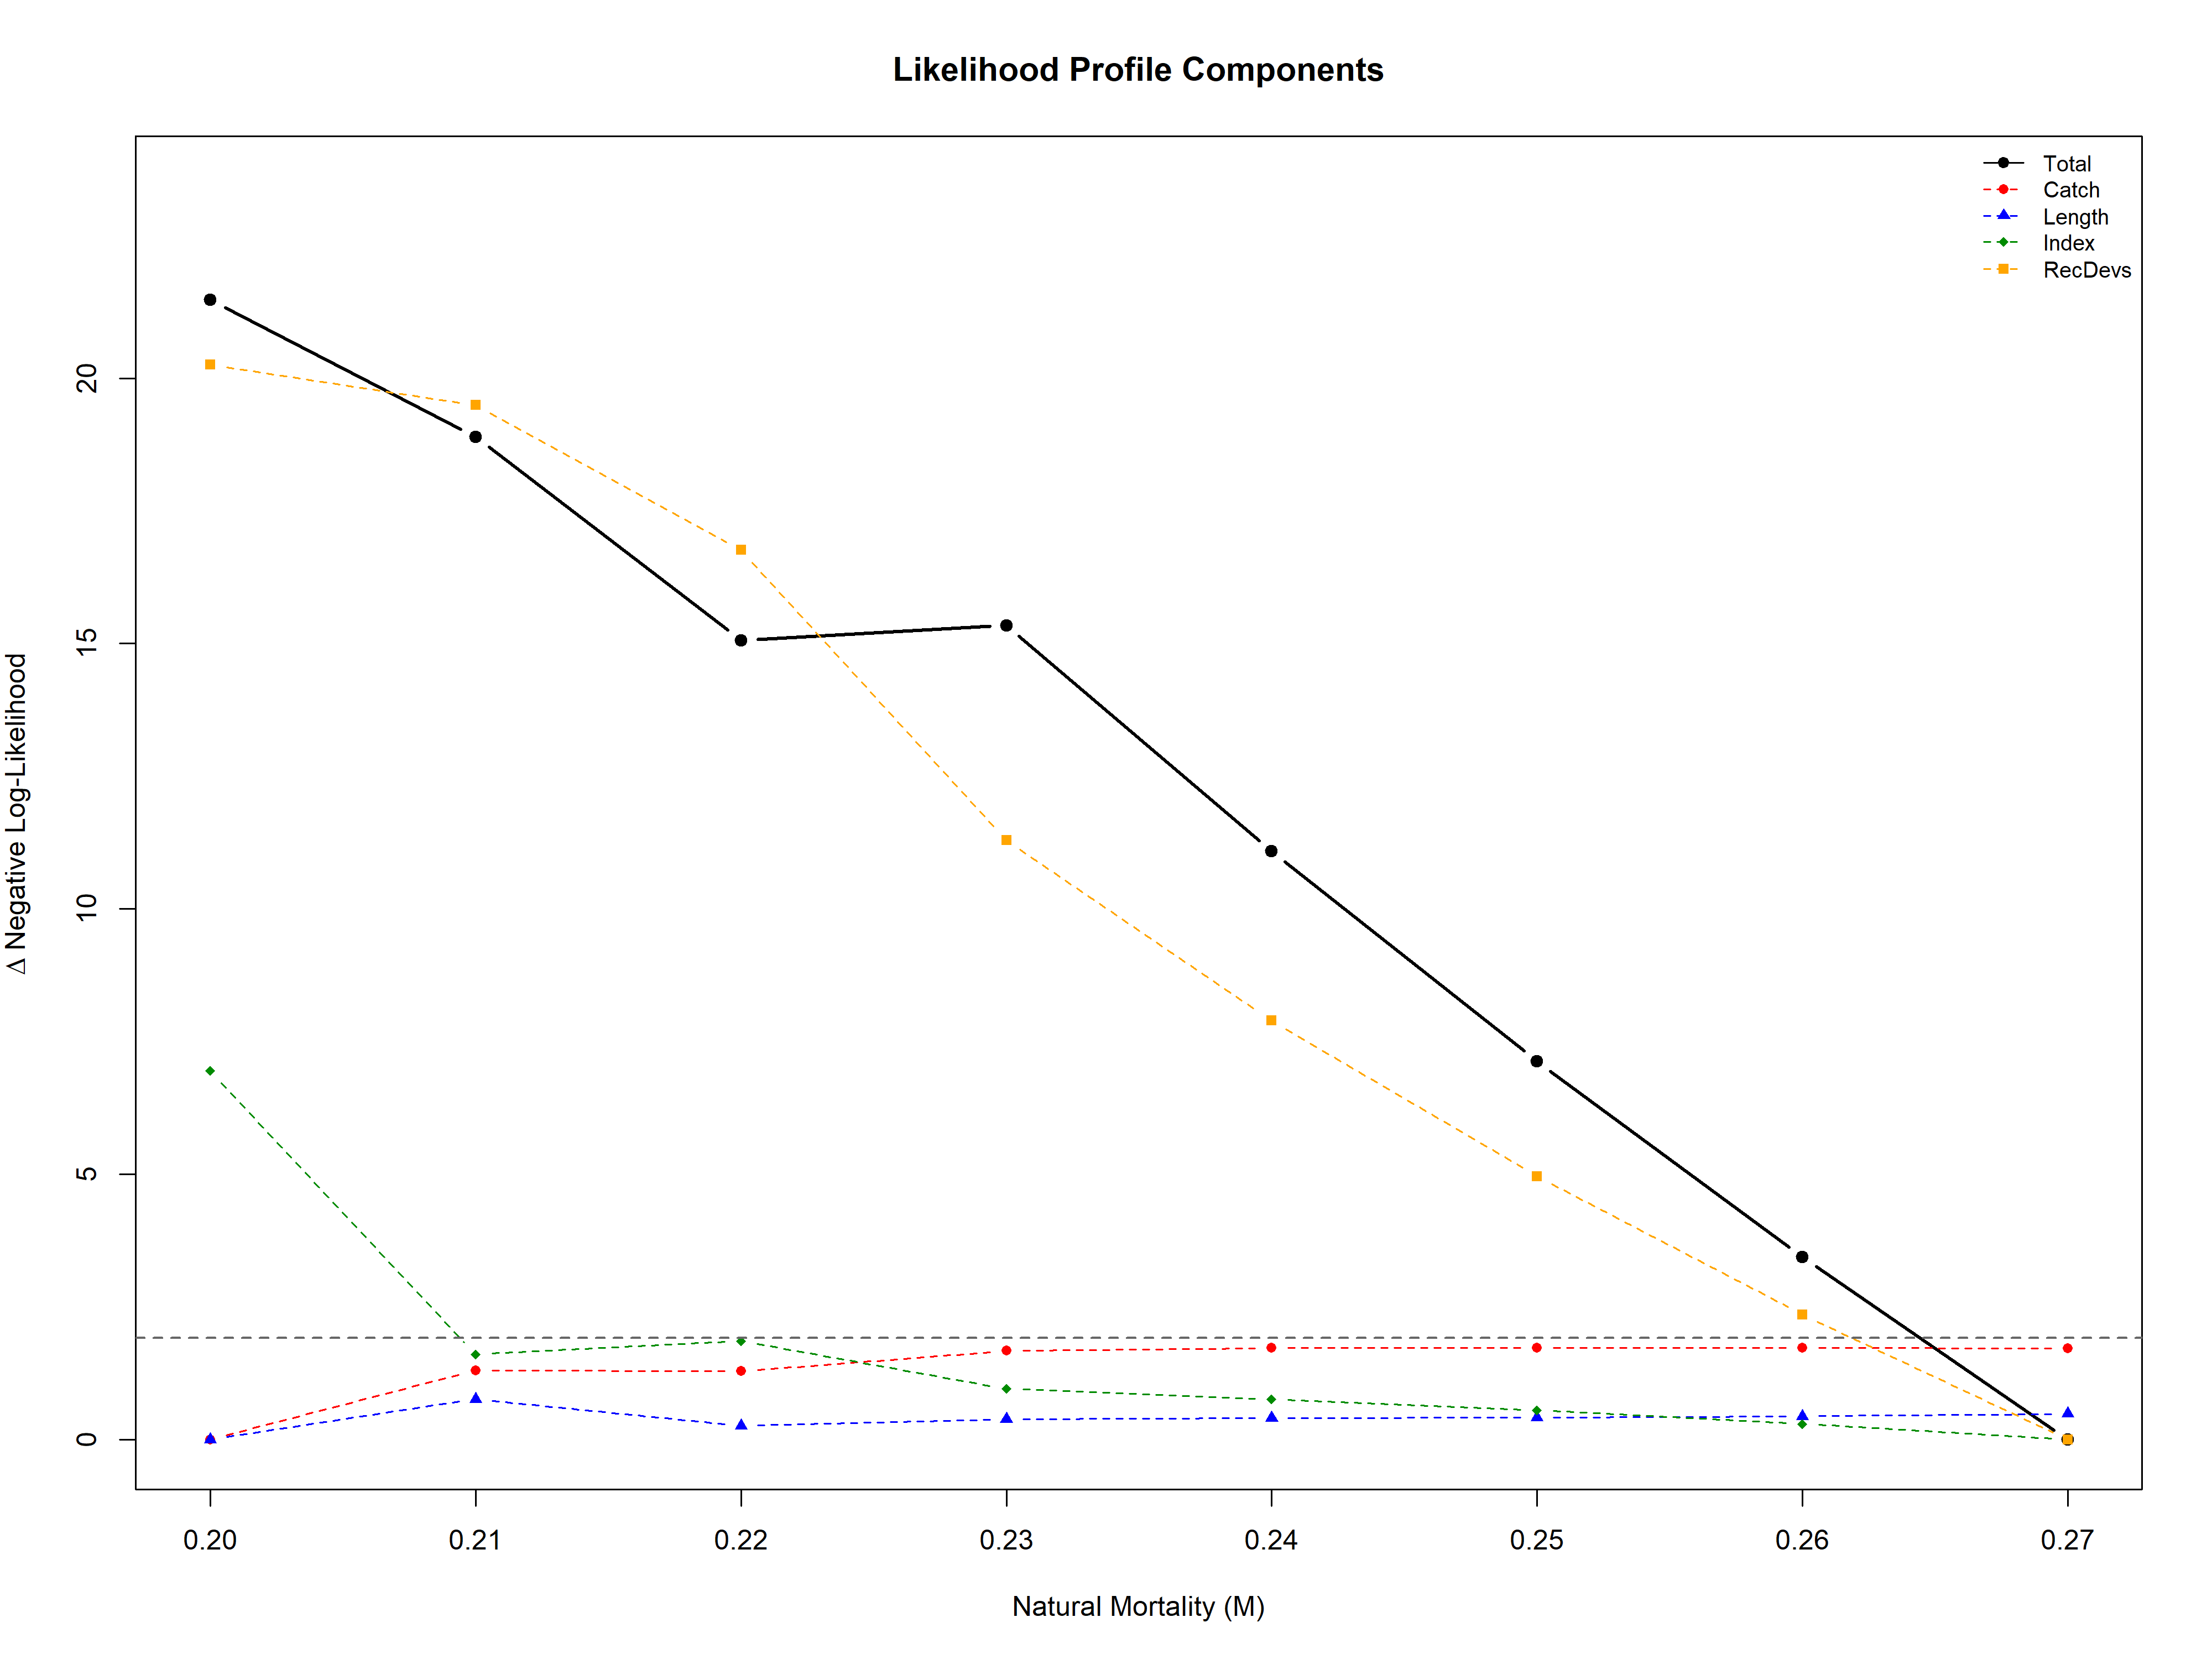 Likelihood Profile Components
Total
Catch
Length
Index
RecDevs
Δ Negative Log-Likelihood
20
15
10
5
0
0.20 0.21 0.22 0.23 0.24 0.25 0.26 0.27
Natural Mortality (M)